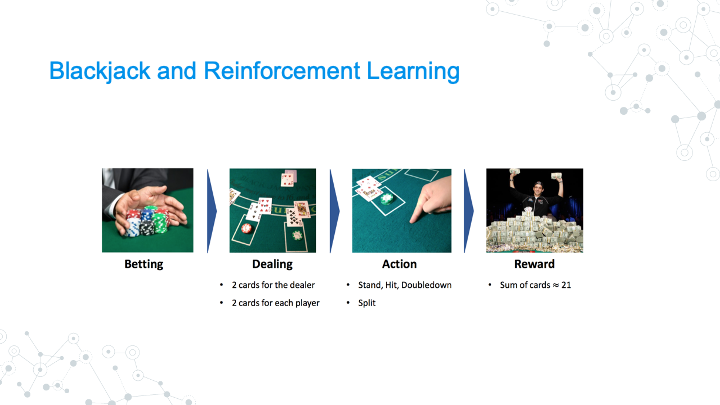 Blackjack and Reinforcement Learning
Betting
Dealing
• 2 cards for the dealer
• 2 cards for each player
Action
• Stand, Hit, Doubledown
• Split
Reward
• Sum of cards ≈ 21